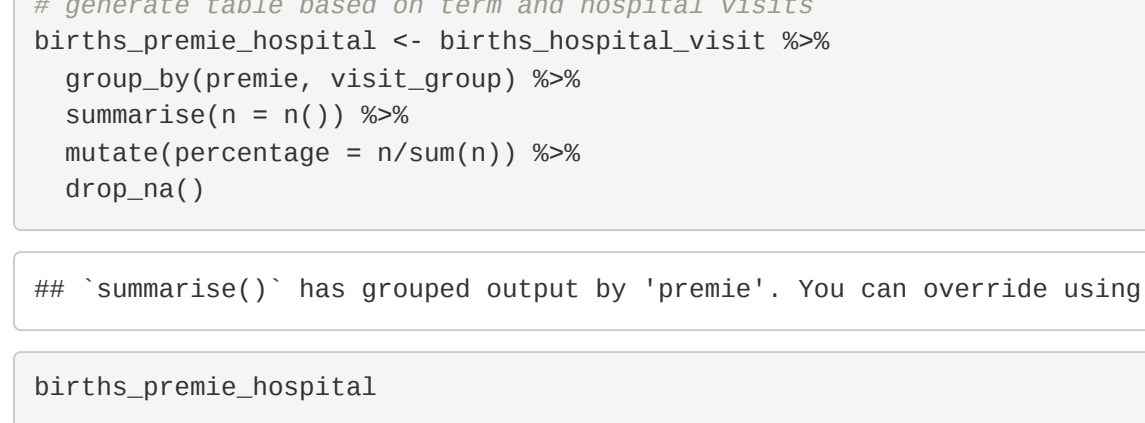 # generate table based on term and hospital visits
births_premie_hospital <- births_hospital_visit %>%
  group_by(premie, visit_group) %>%
  summarise(n = n()) %>%
  mutate(percentage = n/sum(n)) %>%
  drop_na()
## `summarise()` has grouped output by 'premie'. You can override using
births_premie_hospital